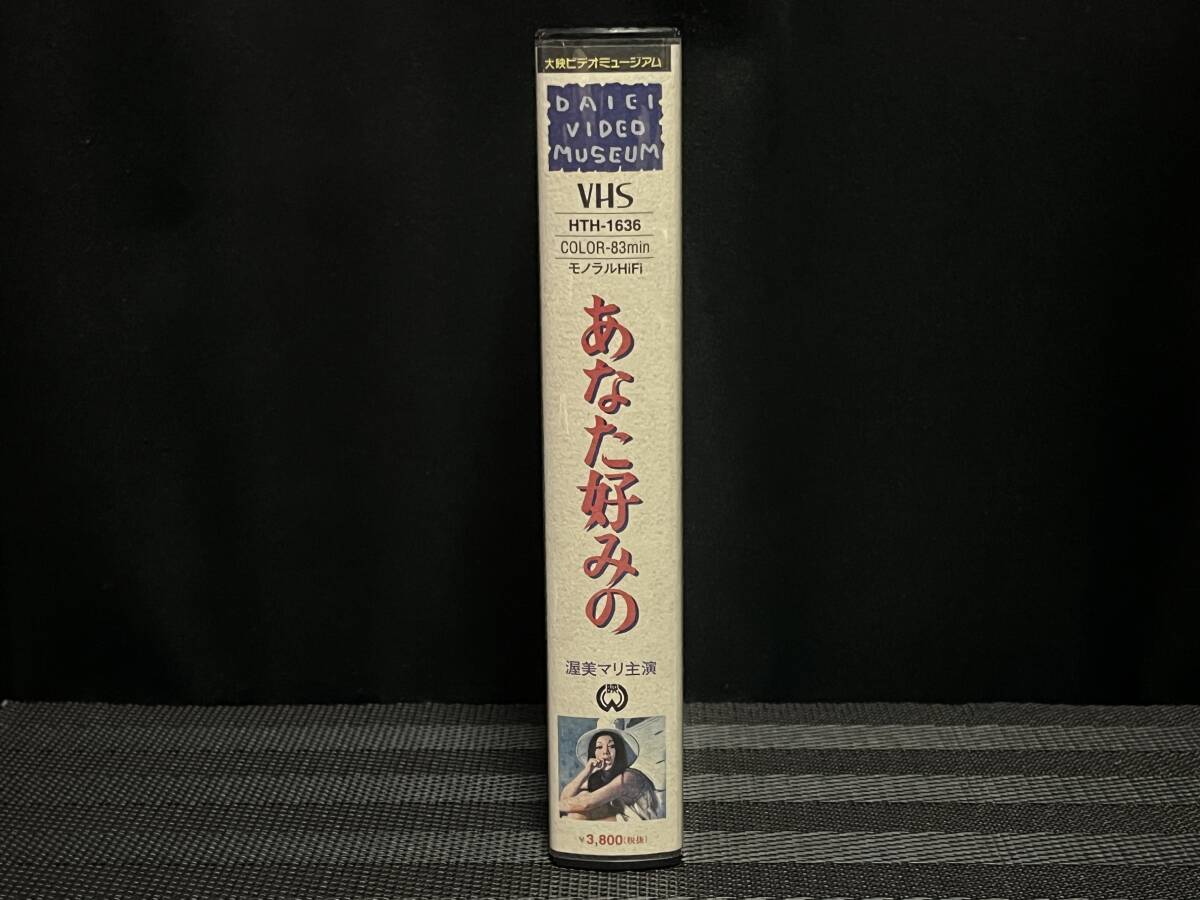 大映ビデオミュージアム
DAIEI
VIDEO
MUSEUM
VHS
HTH-1636
COLOR-83min
モノラルHiFi
あなた好みの
渥美マリ主演
映
¥3,800(税抜)